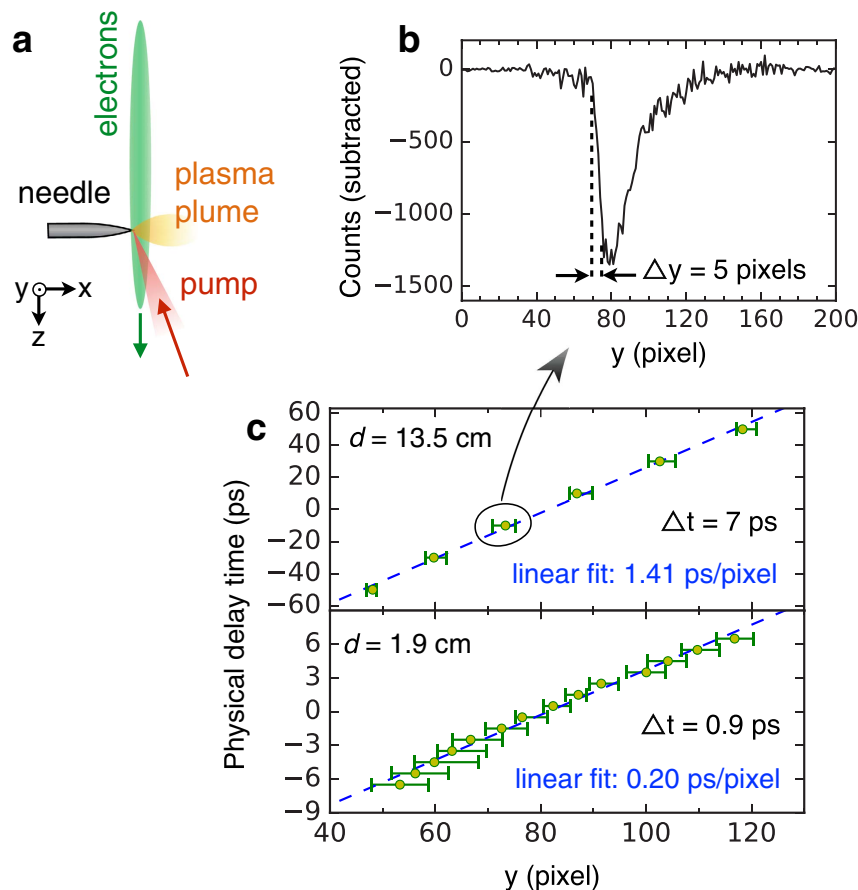 a
electrons
needle
plasma
plume
pump
y
x
z
b
Counts (subtracted)
0
−500
−1000
−1500
Δy = 5 pixels
0 40 80 120 160 200
y (pixel)
c
Physical delay time (ps)
60
40
20
0
−20
−40
−60
d = 13.5 cm
Δt = 7 ps
linear fit: 1.41 ps/pixel
6
3
0
−3
−6
−9
d = 1.9 cm
Δt = 0.9 ps
linear fit: 0.20 ps/pixel
40 60 80 100 120
y (pixel)